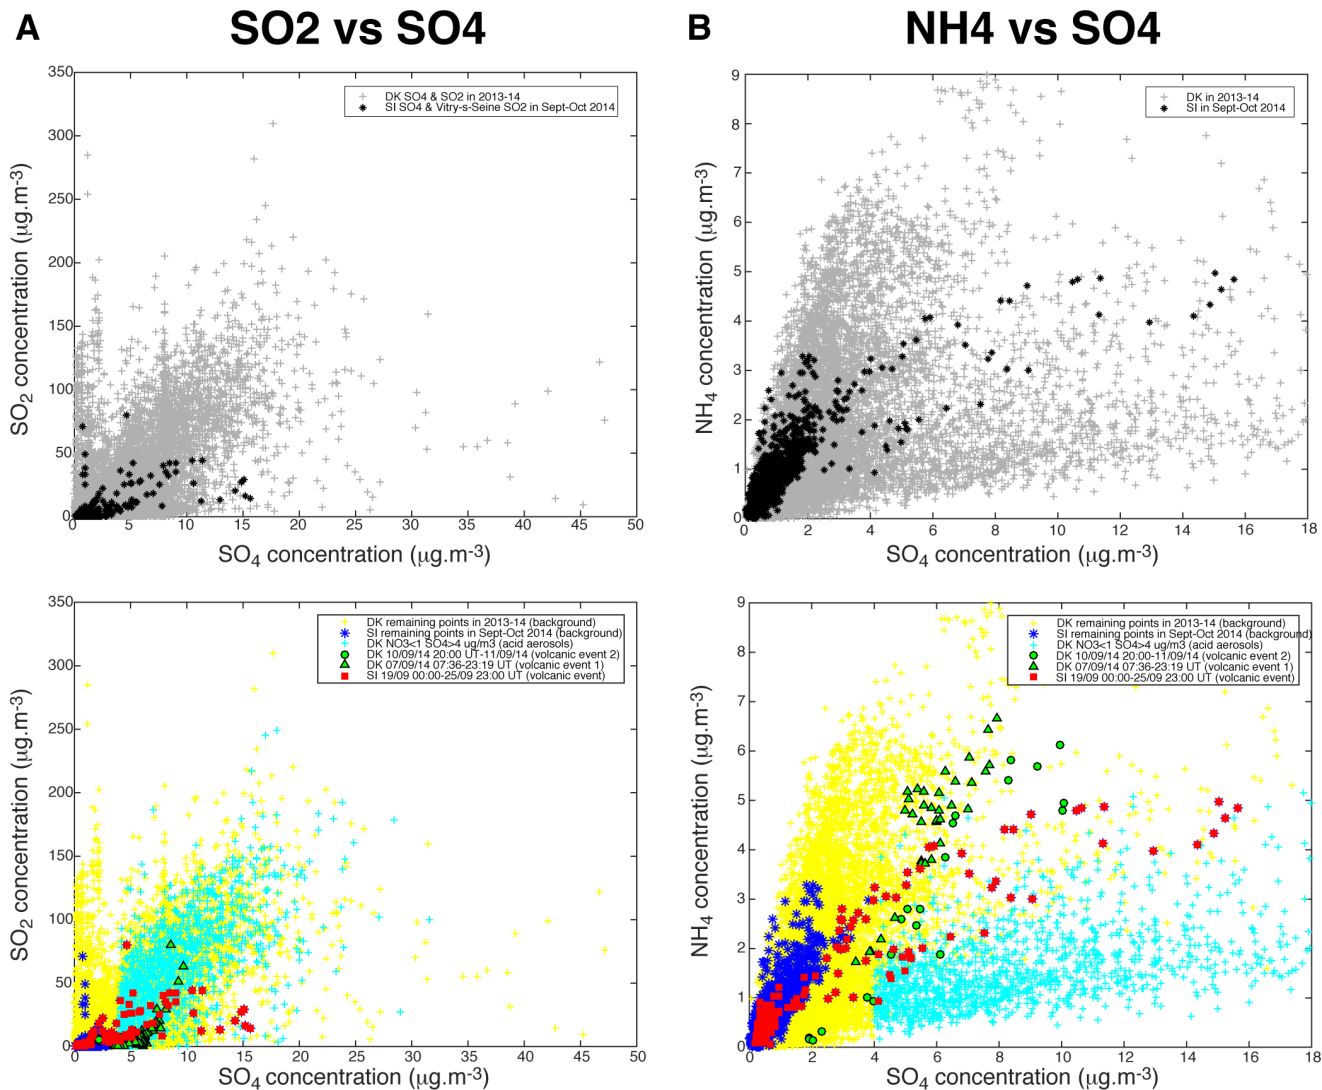 A
SO2 vs SO4
B
NH4 vs SO4
350
300
250
200
150
100
50
0
SO2 concentration (μg.m-3)
DK SO4 & SO2 in 2013-14
SI SO4 & Vitry-s-Seine SO2 in Sept-Oct 2014
5 10 15 20 25 30 35 40 45 50
SO4 concentration (μg.m-3)
9
8
7
6
5
4
3
2
1
0
NH4 concentration (μg.m-3)
DK in 2013-14
SI in Sept-Oct 2014
0 2 4 6 8 10 12 14 16 18
SO4 concentration (μg.m-3)
350
300
250
200
150
100
50
0
SO2 concentration (μg.m-3)
DK remaining points in 2013-14 (background)
SI remaining points in Sept-Oct 2014 (background)
DK NO3<1 SO4>4 ug/m3 (acid aerosols)
DK 10/09/14 20:00 UT-11/09/14 (volcanic event 2)
DK 07/09/14 07:36-23:19 UT (volcanic event 1)
SI 19/09 00:00-25/09 23:00 UT (volcanic event)
0 5 10 15 20 25 30 35 40 45 50
SO4 concentration (μg.m-3)
9
8
7
6
5
4
3
2
1
0
NH4 concentration (μg.m-3)
DK remaining points in 2013-14 (background)
SI remaining points in Sept-Oct 2014 (background)
DK NO3<1 SO4>4 ug/m3 (acid aerosols)
DK 10/09/14 20:00-11/09/14 (volcanic event 2)
DK 07/09/14 07:36-23:19 UT (volcanic event 1)
SI 19/09 00:00-25/09 23:00 UT (volcanic event)
0 2 4 6 8 10 12 14 16 18
SO4 concentration (μg.m-3)